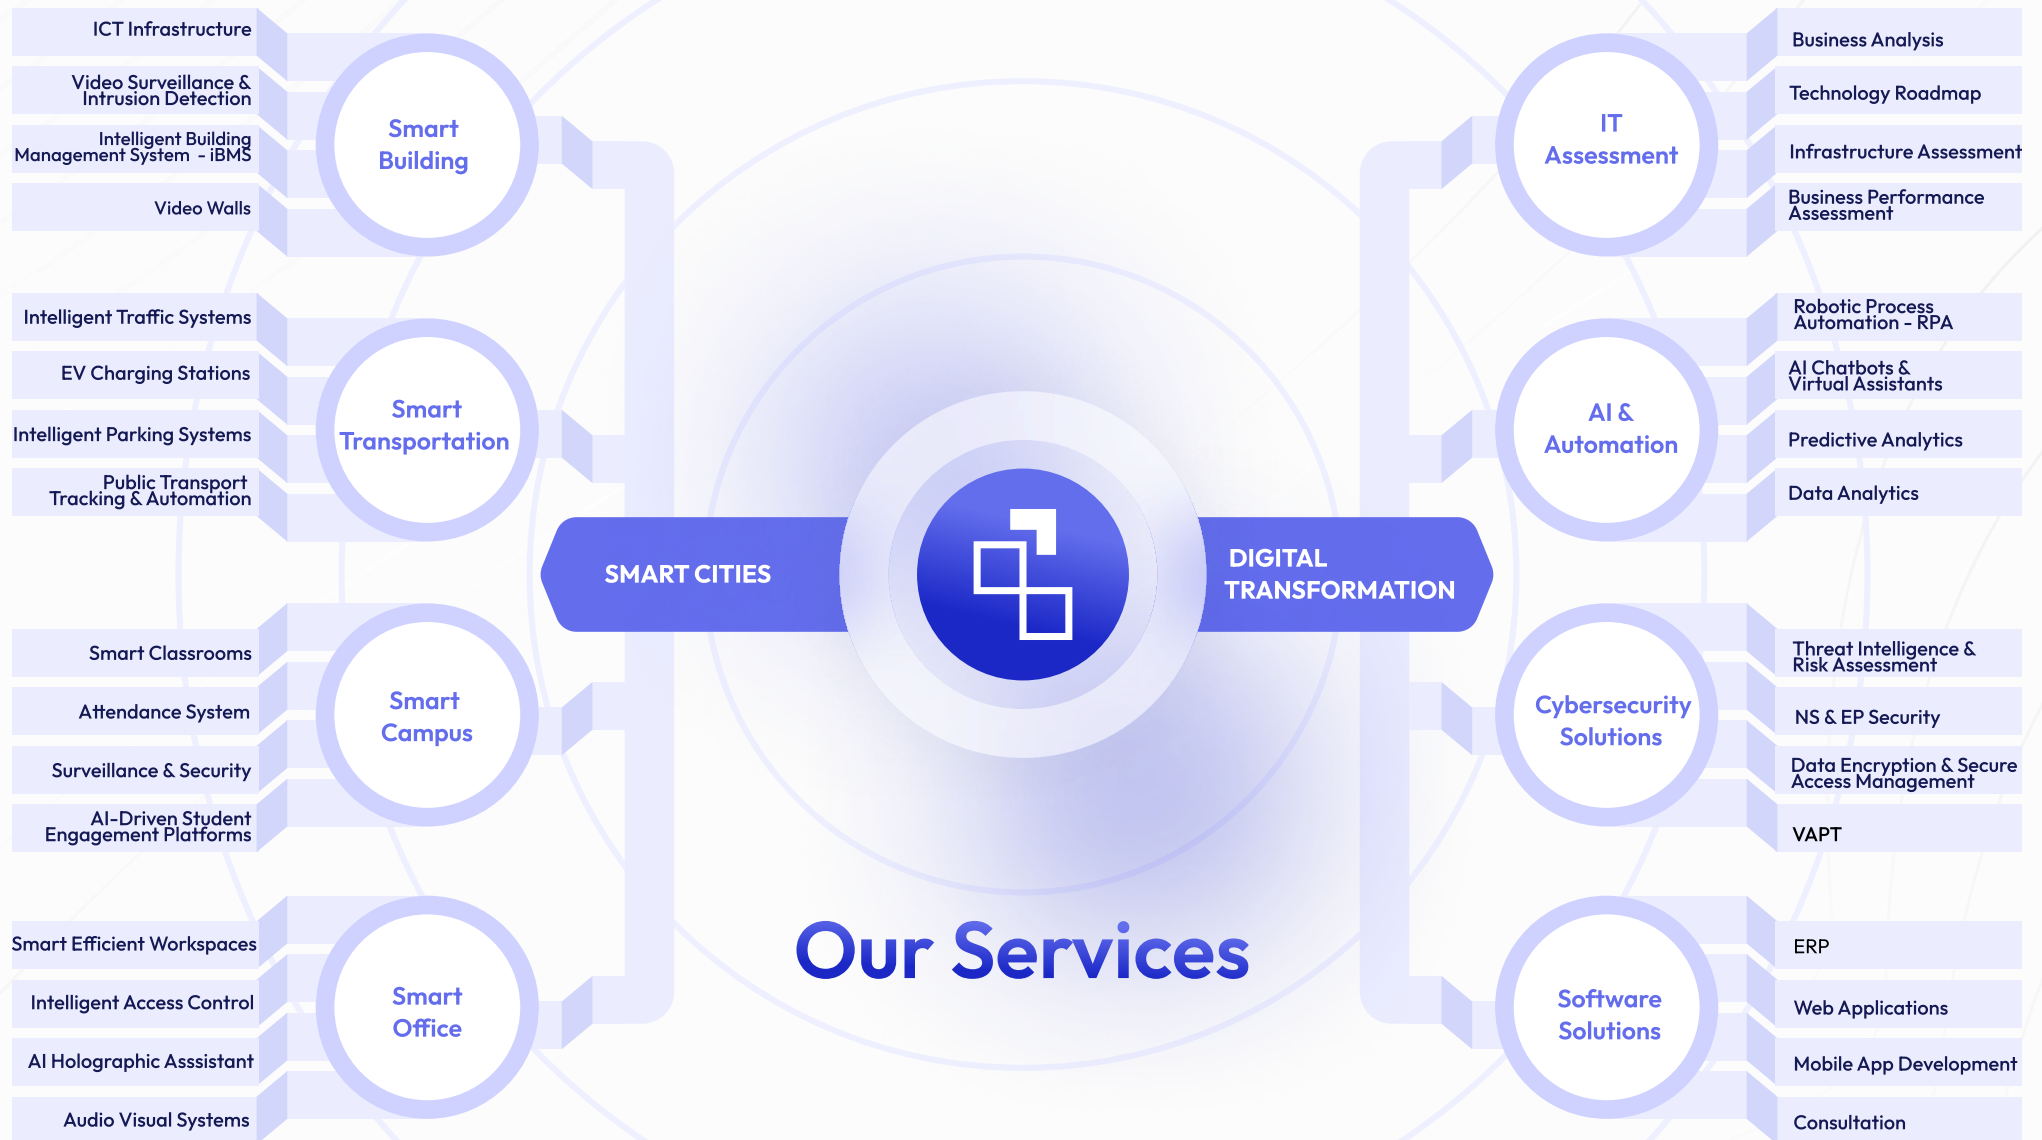 ICT Infrastructure
Video Surveillance &
Intrusion Detection
Intelligent Building
Management System - iBMS
Video Walls
Smart
Building
Intelligent Traffic Systems
EV Charging Stations
Intelligent Parking Systems
Public Transport
Tracking & Automation
Smart
Transportation
SMART CITIES
Smart Classrooms
Attendance System
Surveillance & Security
AI-Driven Student
Engagement Platforms
Smart
Campus
Smart Efficient Workspaces
Intelligent Access Control
AI Holographic Asssistant
Audio Visual Systems
Smart
Office
Our Services
IT
Assessment
Business Analysis
Technology Roadmap
Infrastructure Assessment
Business Performance
Assessment
AI &
Automation
Robotic Process
Automation - RPA
AI Chatbots &
Virtual Assistants
Predictive Analytics
Data Analytics
DIGITAL
TRANSFORMATION
Cybersecurity
Solutions
Threat Intelligence &
Risk Assessment
NS & EP Security
Data Encryption & Secure
Access Management
VAPT
Software
Solutions
ERP
Web Applications
Mobile App Development
Consultation